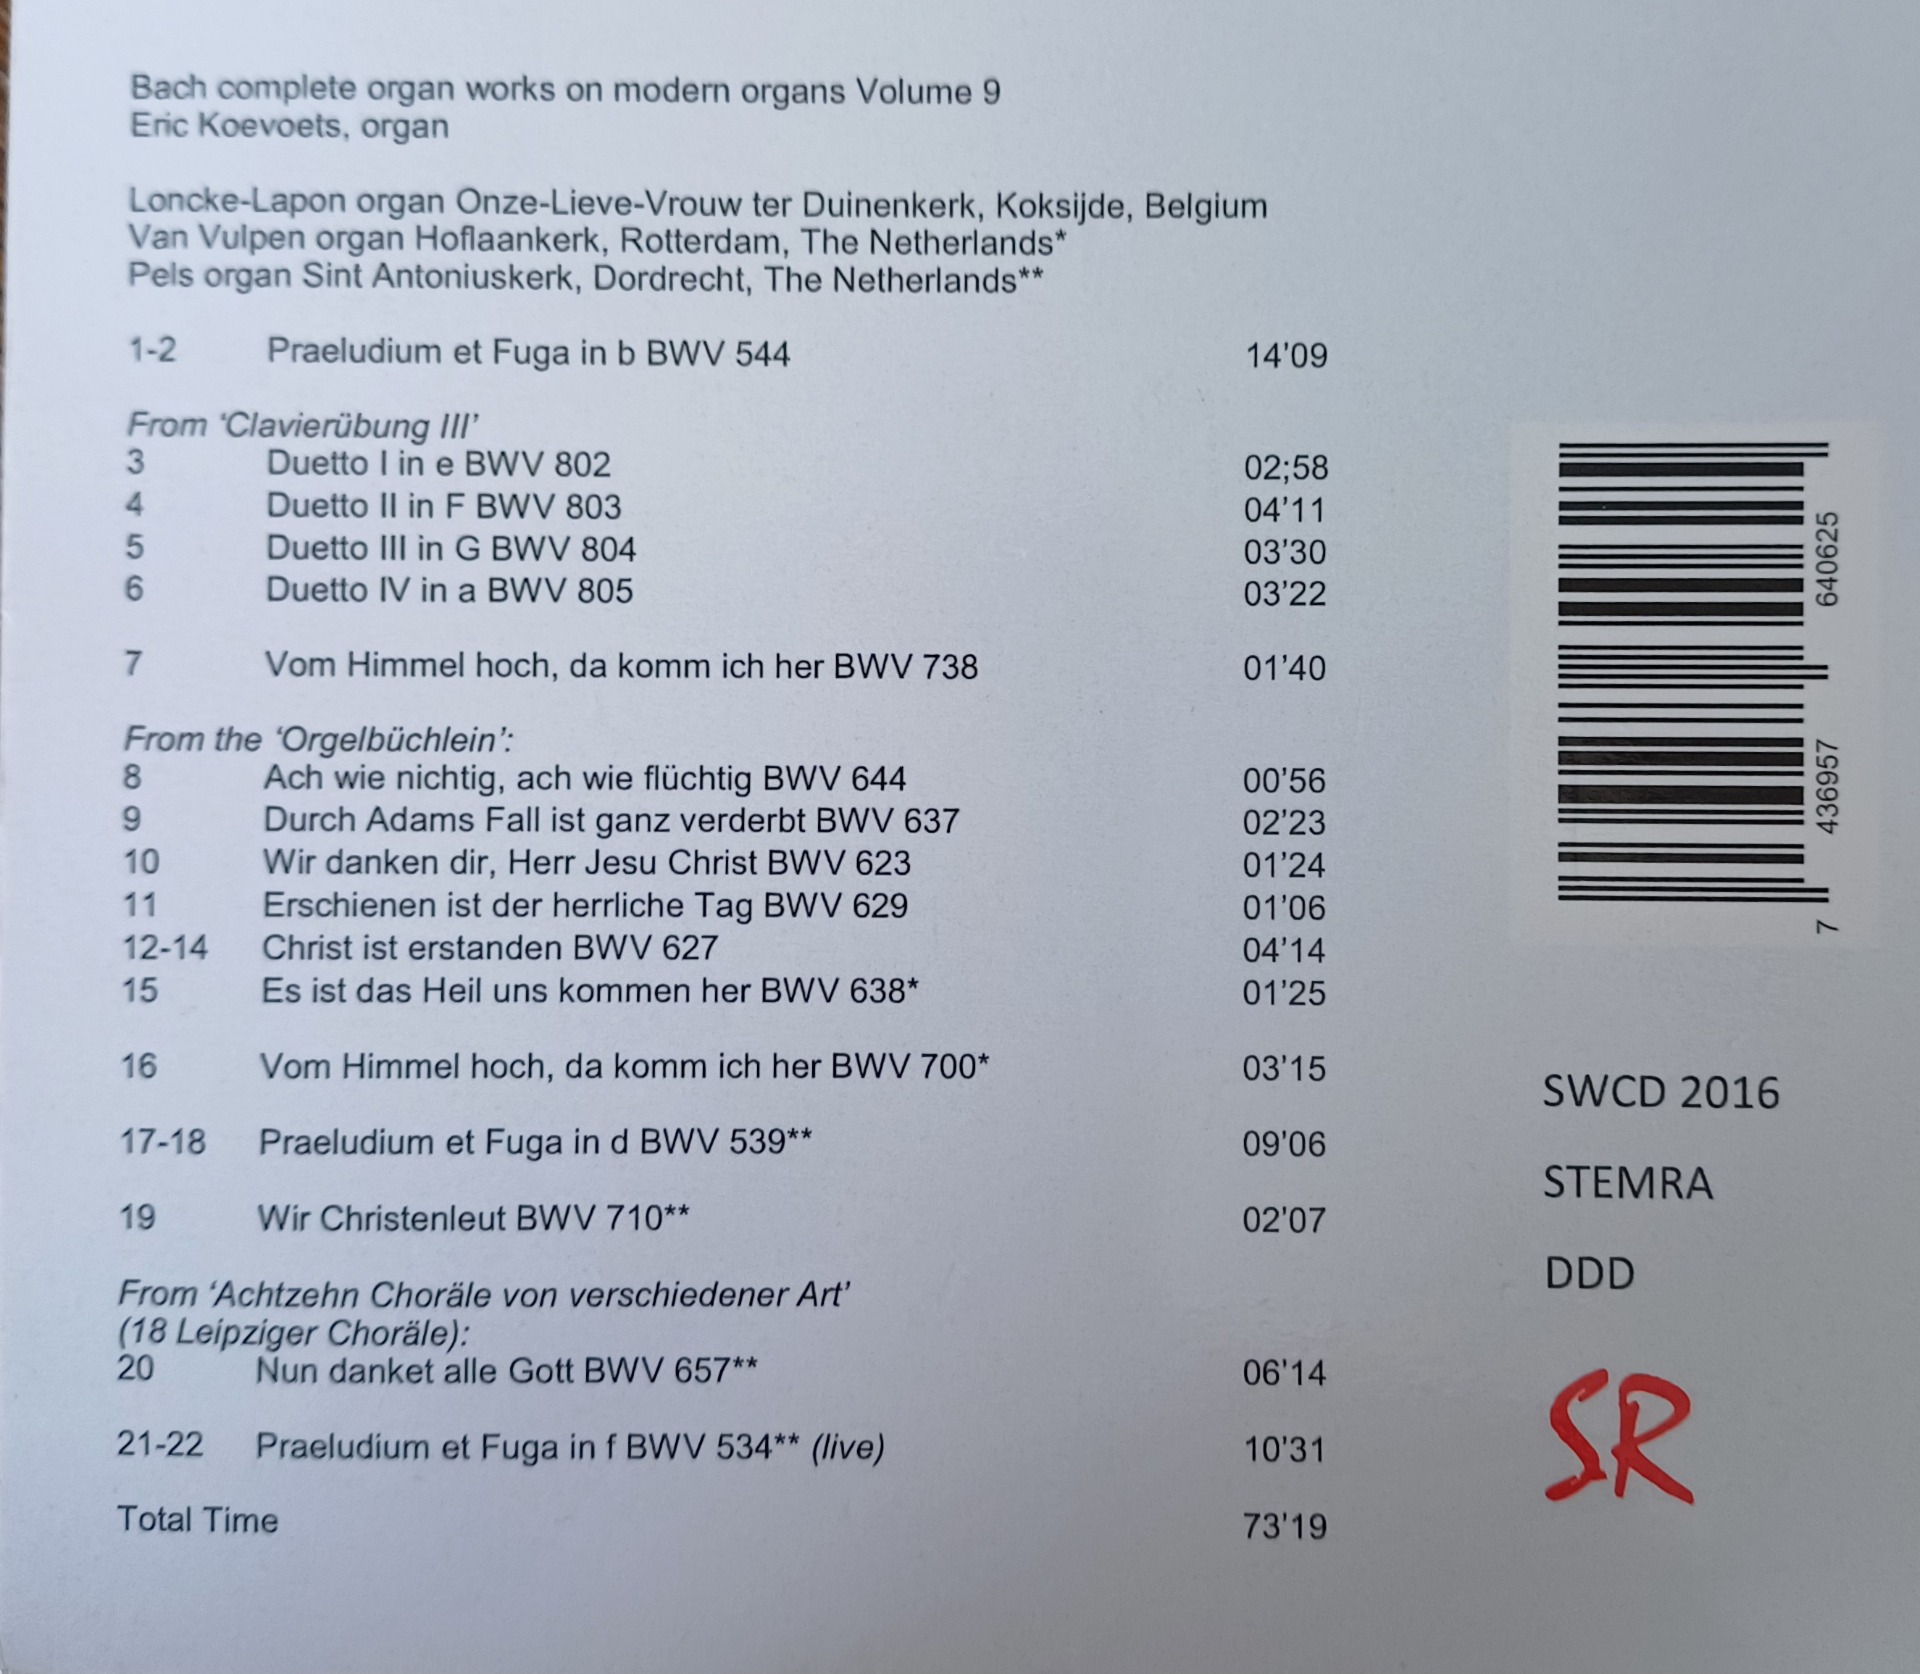 Bach complete organ works on modern organs Volume 9
Eric Koevoets, organ
Loncke-Lapon organ Onze-Lieve-Vrouw ter Duinenkerk, Koksijde, Belgium
Van Vulpen organ Hoflaankerk, Rotterdam, The Netherlands*
Pels organ Sint Antoniuskerk, Dordrecht, The Netherlands**
1-2 Praeludium et Fuga in b BWV 544 14'09
From ‘Clavierübung III’
3 Duetto I in e BWV 802 02;58
4 Duetto II in F BWV 803 04'11
5 Duetto III in G BWV 804 03'30
6 Duetto IV in a BWV 805 03'22
7 Vom Himmel hoch, da komm ich her BWV 738 01'40
From the ‘Orgelbüchlein’:
8 Ach wie nichtig, ach wie flüchtig BWV 644 00'56
9 Durch Adams Fall ist ganz verderbt BWV 637 02'23
10 Wir danken dir, Herr Jesu Christ BWV 623 01'24
11 Erschienen ist der herrliche Tag BWV 629 01'06
12-14 Christ ist erstanden BWV 627 04'14
15 Es ist das Heil uns kommen her BWV 638* 01'25
16 Vom Himmel hoch, da komm ich her BWV 700* 03'15
17-18 Praeludium et Fuga in d BWV 539** 09'06
19 Wir Christenleut BWV 710** 02'07
From ‘Achtzehn Choräle von verschiedener Art’
(18 Leipziger Choräle):
20 Nun danket alle Gott BWV 657** 06'14
21-22 Praeludium et Fuga in f BWV 534** (live) 10'31
Total Time 73'19
7 436957 640625
SWCD 2016
STEMRA
DDD
SR